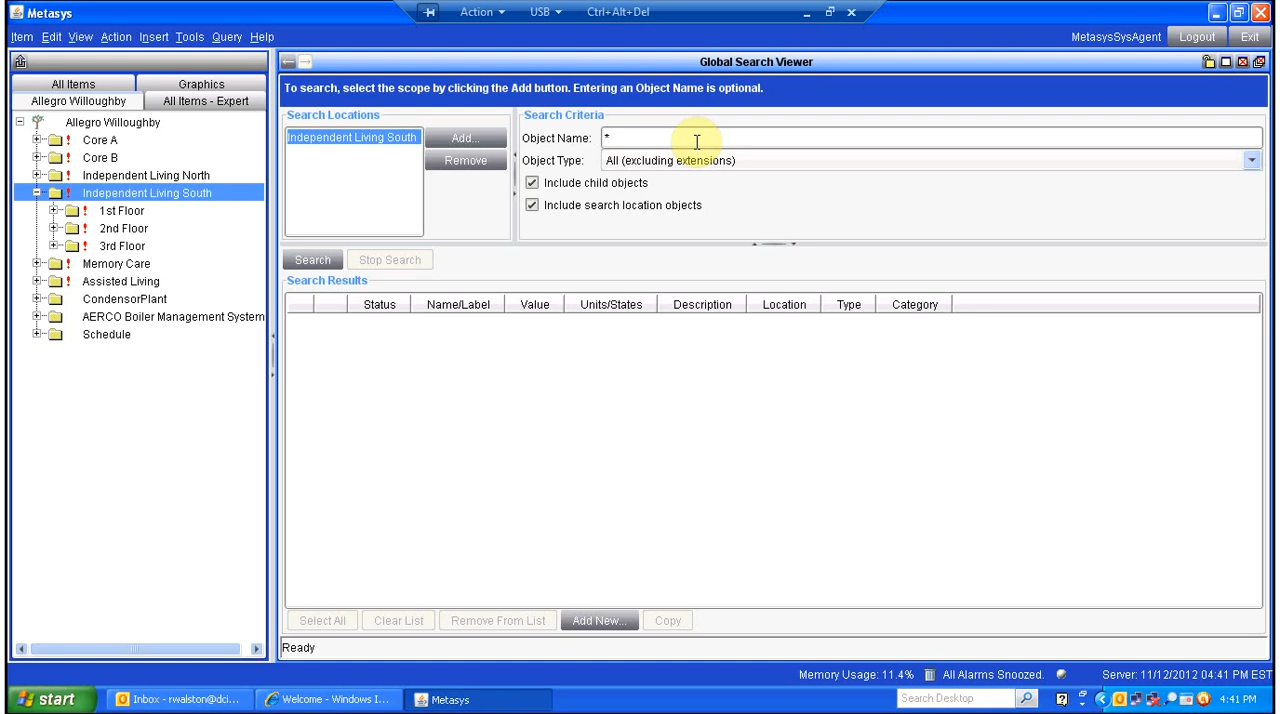 Metasys
Action USB Ctrl+Alt+Del
Item Edit View Action Insert Tools Query Help
MetasysSysAgent Logout Exit
Global Search Viewer
All Items Graphics
Allegro Willoughby All Items - Expert
To search, select the scope by clicking the Add button. Entering an Object Name is optional.
Allegro Willoughby
Core A
Core B
Independent Living North
Independent Living South
1st Floor
2nd Floor
3rd Floor
Memory Care
Assisted Living
CondensorPlant
AERCO Boiler Management System
Schedule
Search Locations
Independent Living South
Add...
Remove
Search Criteria
Object Name: *
Object Type: All (excluding extensions)
Include child objects
Include search location objects
Search Stop Search
Search Results
Status Name/Label Value Units/States Description Location Type Category
Select All Clear List Remove From List Add New... Copy
Ready
Memory Usage: 11.4% All Alarms Snoozed. Server: 11/12/2012 04:41 PM EST
start Inbox - rwalston@dci... Welcome - Windows I... Metasys Search Desktop 4:41 PM